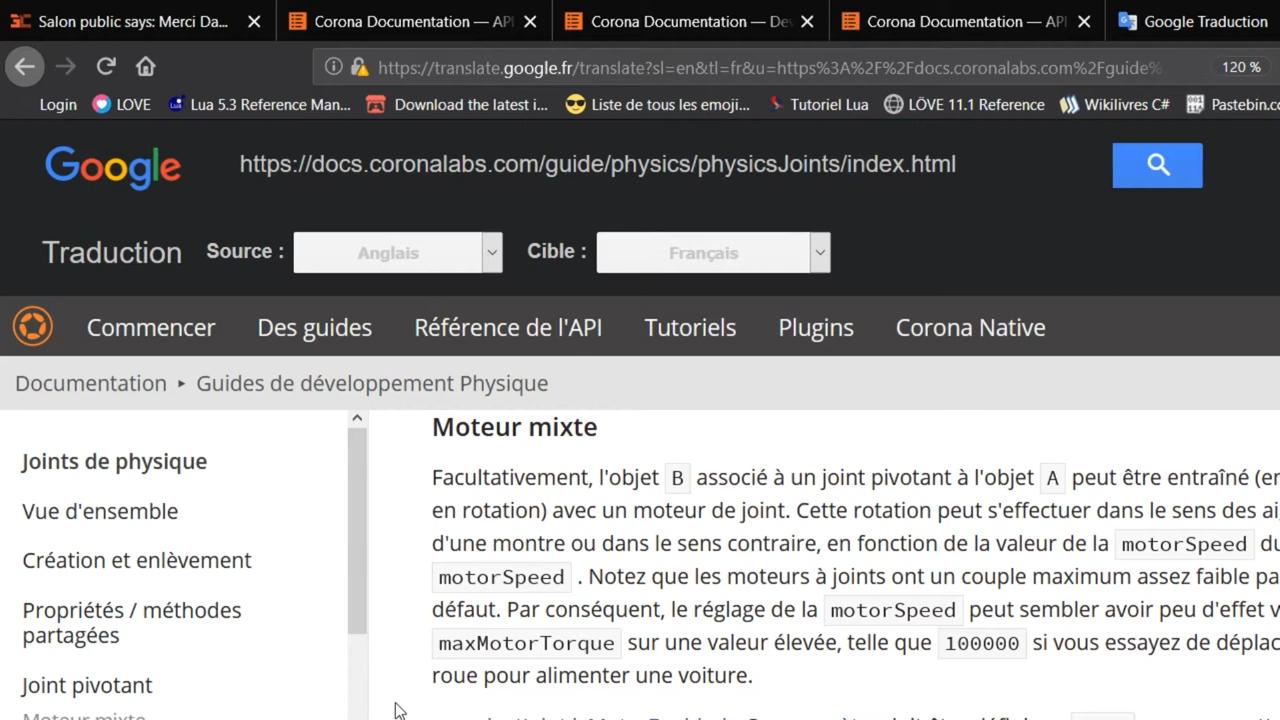 Salon public says: Merci Da...
Corona Documentation — API
Corona Documentation — De
Corona Documentation — API
Google Traduction
https://translate.google.fr/translate?sl=en&tl=fr&u=https%3A%2F%2Fdocs.coronalabs.com%2Fguide%
120 %
Login LOVE Lua 5.3 Reference Man... Download the latest i... Liste de tous les emoji... Tutoriel Lua LÖVE 11.1 Reference Wikilivres C# Pastebin.c
Google https://docs.coronalabs.com/guide/physics/physicsJoints/index.html
Traduction Source : Anglais Cible : Français
Commencer Des guides Référence de l'API Tutoriels Plugins Corona Native
Documentation ▸ Guides de développement Physique
Joints de physique
Vue d'ensemble
Création et enlèvement
Propriétés / méthodes
partagées
Joint pivotant
Moteur mixte
Moteur mixte
Facultativement, l'objet B associé à un joint pivotant à l'objet A peut être entraîné (en
en rotation) avec un moteur de joint. Cette rotation peut s'effectuer dans le sens des ai
d'une montre ou dans le sens contraire, en fonction de la valeur de la motorSpeed du
motorSpeed . Notez que les moteurs à joints ont un couple maximum assez faible pa
défaut. Par conséquent, le réglage de la motorSpeed peut sembler avoir peu d'effet v
maxMotorTorque sur une valeur élevée, telle que 100000 si vous essayez de déplac
roue pour alimenter une voiture.